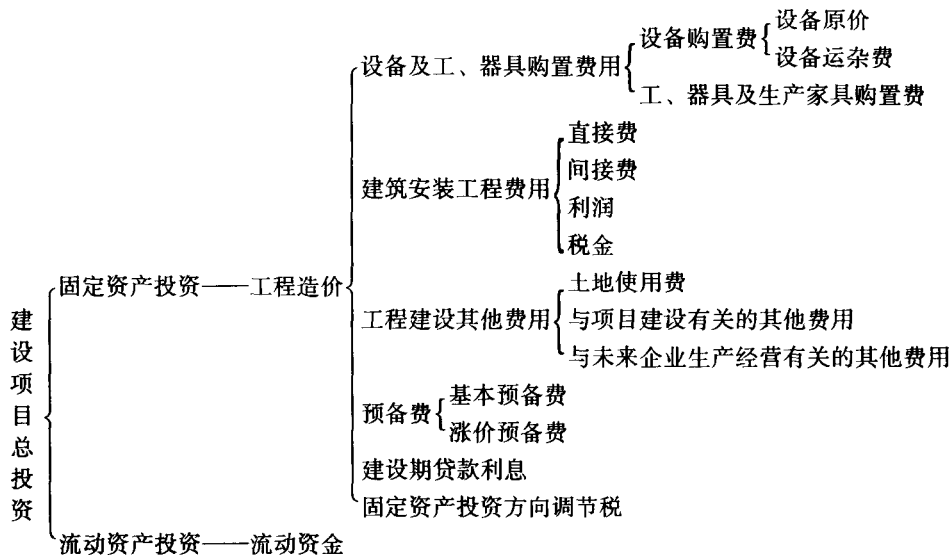 建设项目总投资
固定资产投资——工程造价
设备及工、器具购置费用
设备购置费
设备原价
设备运杂费
工、器具及生产家具购置费
建筑安装工程费用
直接费
间接费
利润
税金
工程建设其他费用
土地使用费
与项目建设有关的其他费用
与未来企业生产经营有关的其他费用
预备费
基本预备费
涨价预备费
建设期贷款利息
固定资产投资方向调节税
流动资产投资——流动资金